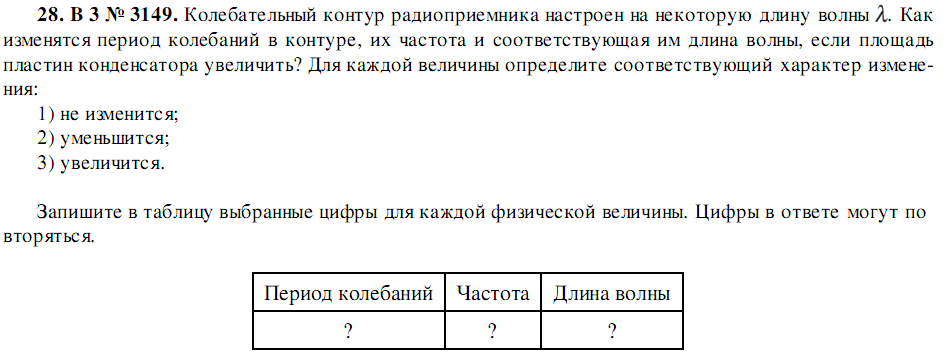 28. В 3 № 3149. Колебательный контур радиоприемника настроен на некоторую длину волны λ. Как
изменятся период колебаний в контуре, их частота и соответствующая им длина волны, если площадь
пластин конденсатора увеличить? Для каждой величины определите соответствующий характер измене-
ния:
1) не изменится;
2) уменьшится;
3) увеличится.
Запишите в таблицу выбранные цифры для каждой физической величины. Цифры в ответе могут по
вторяться.
Период колебаний Частота Длина волны
? ? ?